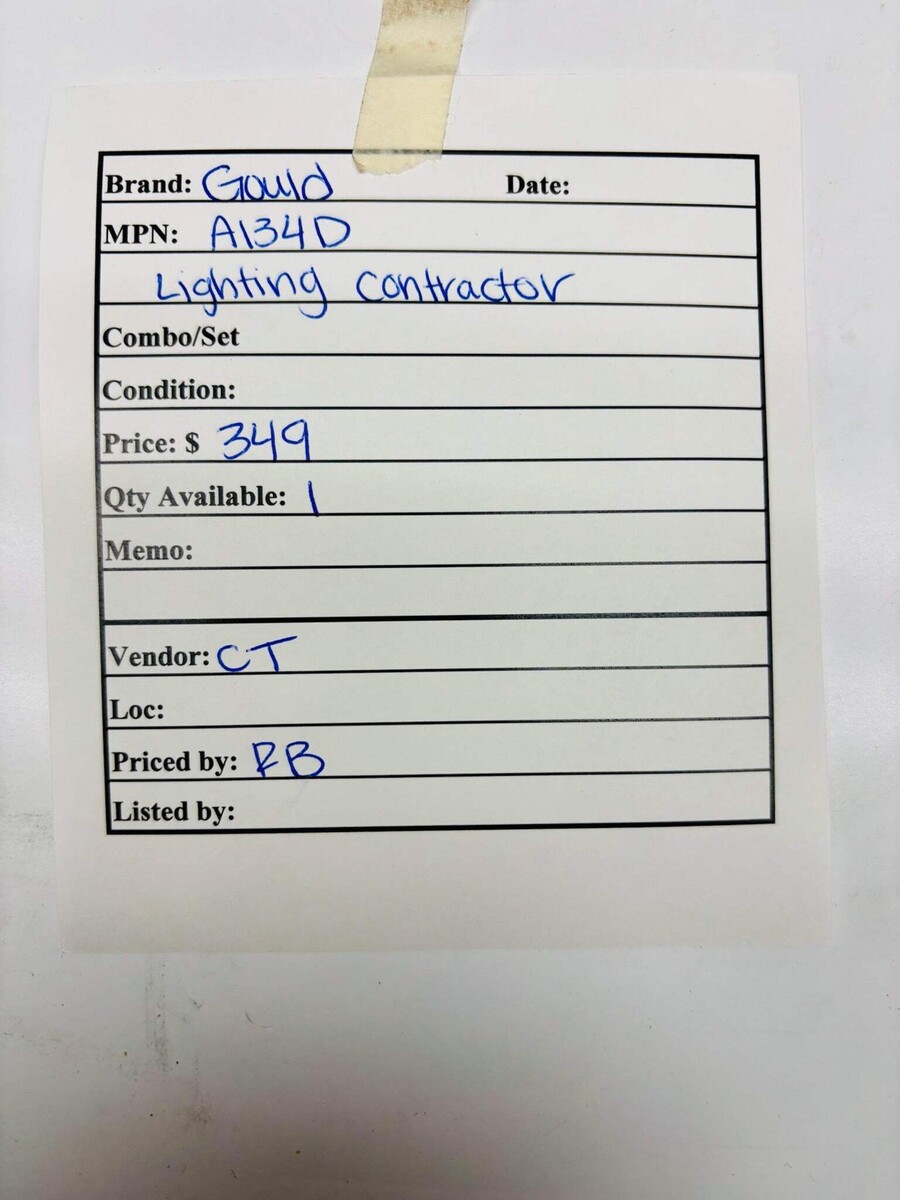 Brand: Gould Date:
MPN: A134D
Lighting contractor
Combo/Set
Condition:
Price: $ 349
Qty Available: 1
Memo:
Vendor: CT
Loc:
Priced by: RB
Listed by: